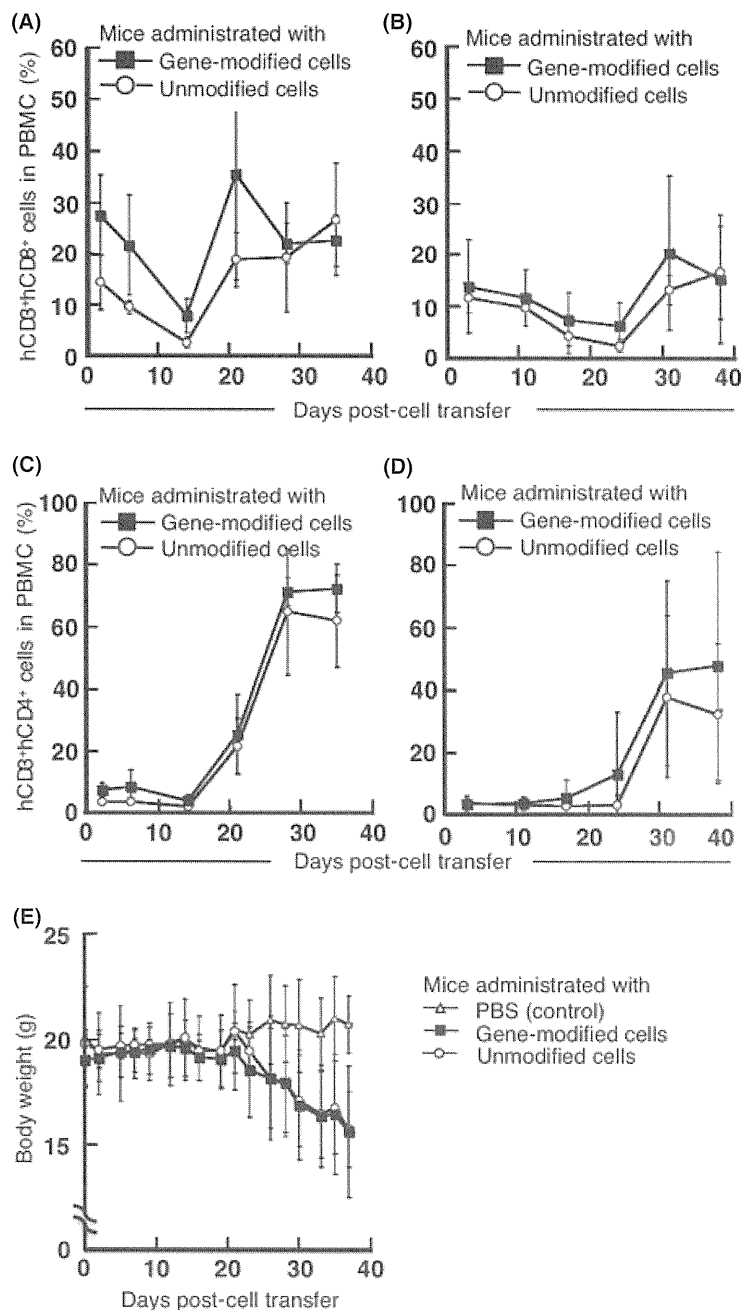 (A)
Mice administrated with
Gene-modified cells
Unmodified cells
hCD3⁺hCD8⁺ cells in PBMC (%)
60
50
40
30
20
10
0
0 10 20 30 40
(B)
Mice administrated with
Gene-modified cells
Unmodified cells
60
50
40
30
20
10
0
0 10 20 30 40
Days post-cell transfer
(C)
Mice administrated with
Gene-modified cells
Unmodified cells
hCD3⁺hCD4⁺ cells in PBMC (%)
100
80
60
40
20
0
0 10 20 30 40
(D)
Mice administrated with
Gene-modified cells
Unmodified cells
100
80
60
40
20
0
0 10 20 30 40
Days post-cell transfer
(E)
Body weight (g)
25
20
15
0
0 10 20 30 40
Days post-cell transfer
Mice administrated with
PBS (control)
Gene-modified cells
Unmodified cells